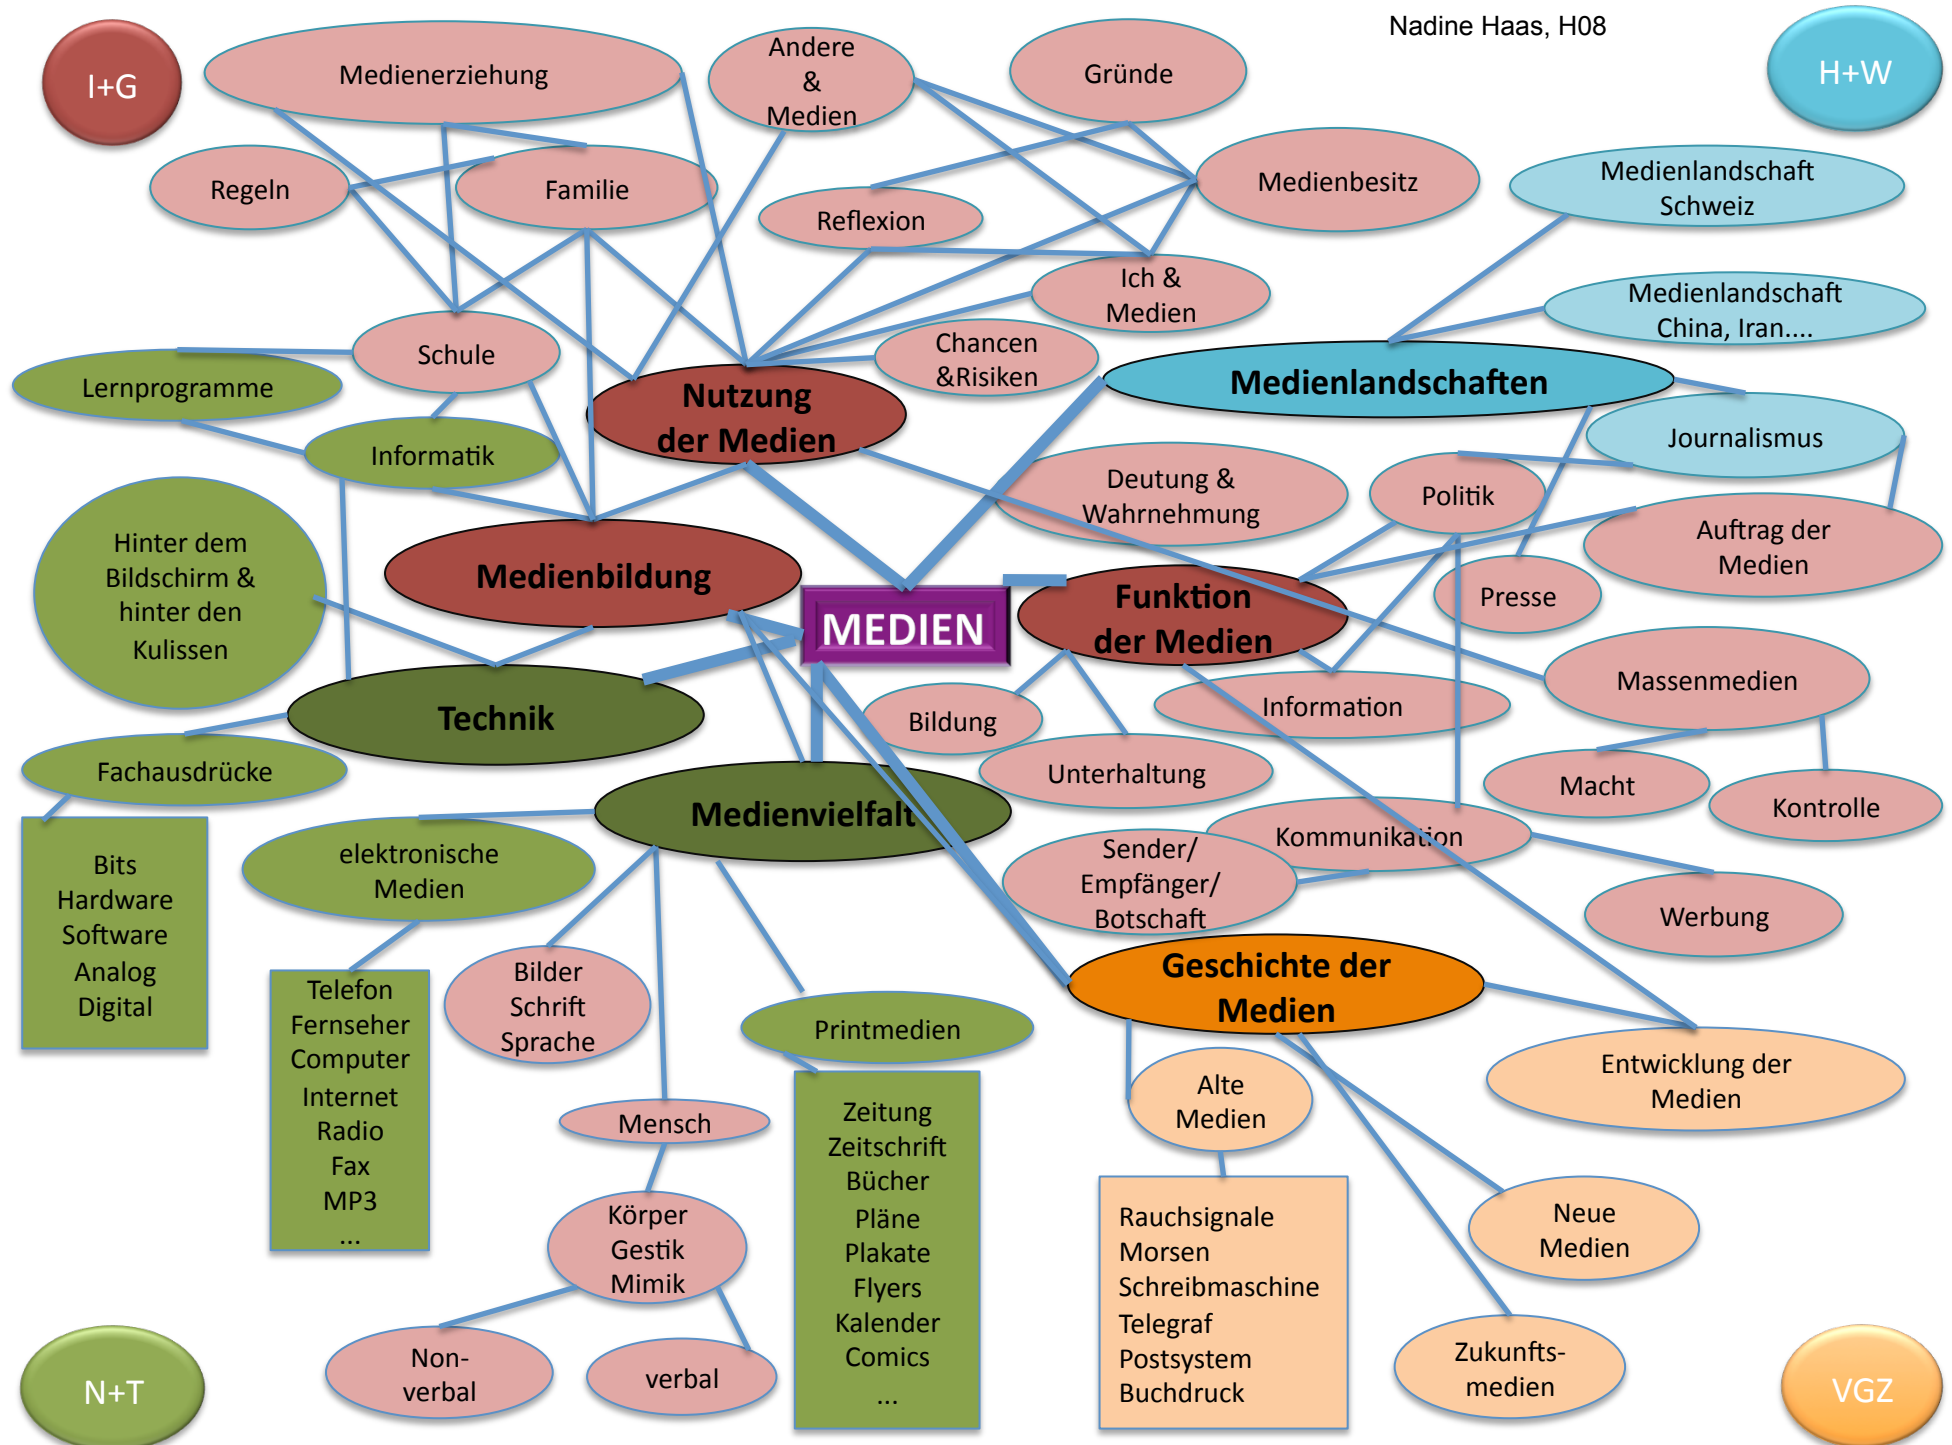 Nadine Haas, H08
I+G
H+W
Medienerziehung
Andere
&
Medien
Gründe
Regeln
Familie
Reflexion
Medienbesitz
Medienlandschaft
Schweiz
Ich &
Medien
Medienlandschaft
China, Iran....
Schule
Chancen
&Risiken
Lernprogramme
Nutzung
der Medien
Medienlandschaften
Informatik
Journalismus
Deutung &
Wahrnehmung
Politik
Hinter dem
Bildschirm &
hinter den
Kulissen
Auftrag der
Medien
Medienbildung
MEDIEN
Funktion
der Medien
Presse
Technik
Bildung
Information
Massenmedien
Fachausdrücke
Unterhaltung
Macht
Kontrolle
Medienvielfalt
Bits
Hardware
Software
Analog
Digital
elektronische
Medien
Sender/
Empfänger/
Botschaft
Kommunikation
Werbung
Telefon
Fernseher
Computer
Internet
Radio
Fax
MP3
...
Bilder
Schrift
Sprache
Printmedien
Geschichte der
Medien
Mensch
Zeitung
Zeitschrift
Bücher
Pläne
Plakate
Flyers
Kalender
Comics
...
Alte
Medien
Entwicklung der
Medien
Körper
Gestik
Mimik
Rauchsignale
Morsen
Schreibmaschine
Telegraf
Postsystem
Buchdruck
Neue
Medien
Non-
verbal
verbal
Zukunfts-
medien
N+T
VGZ